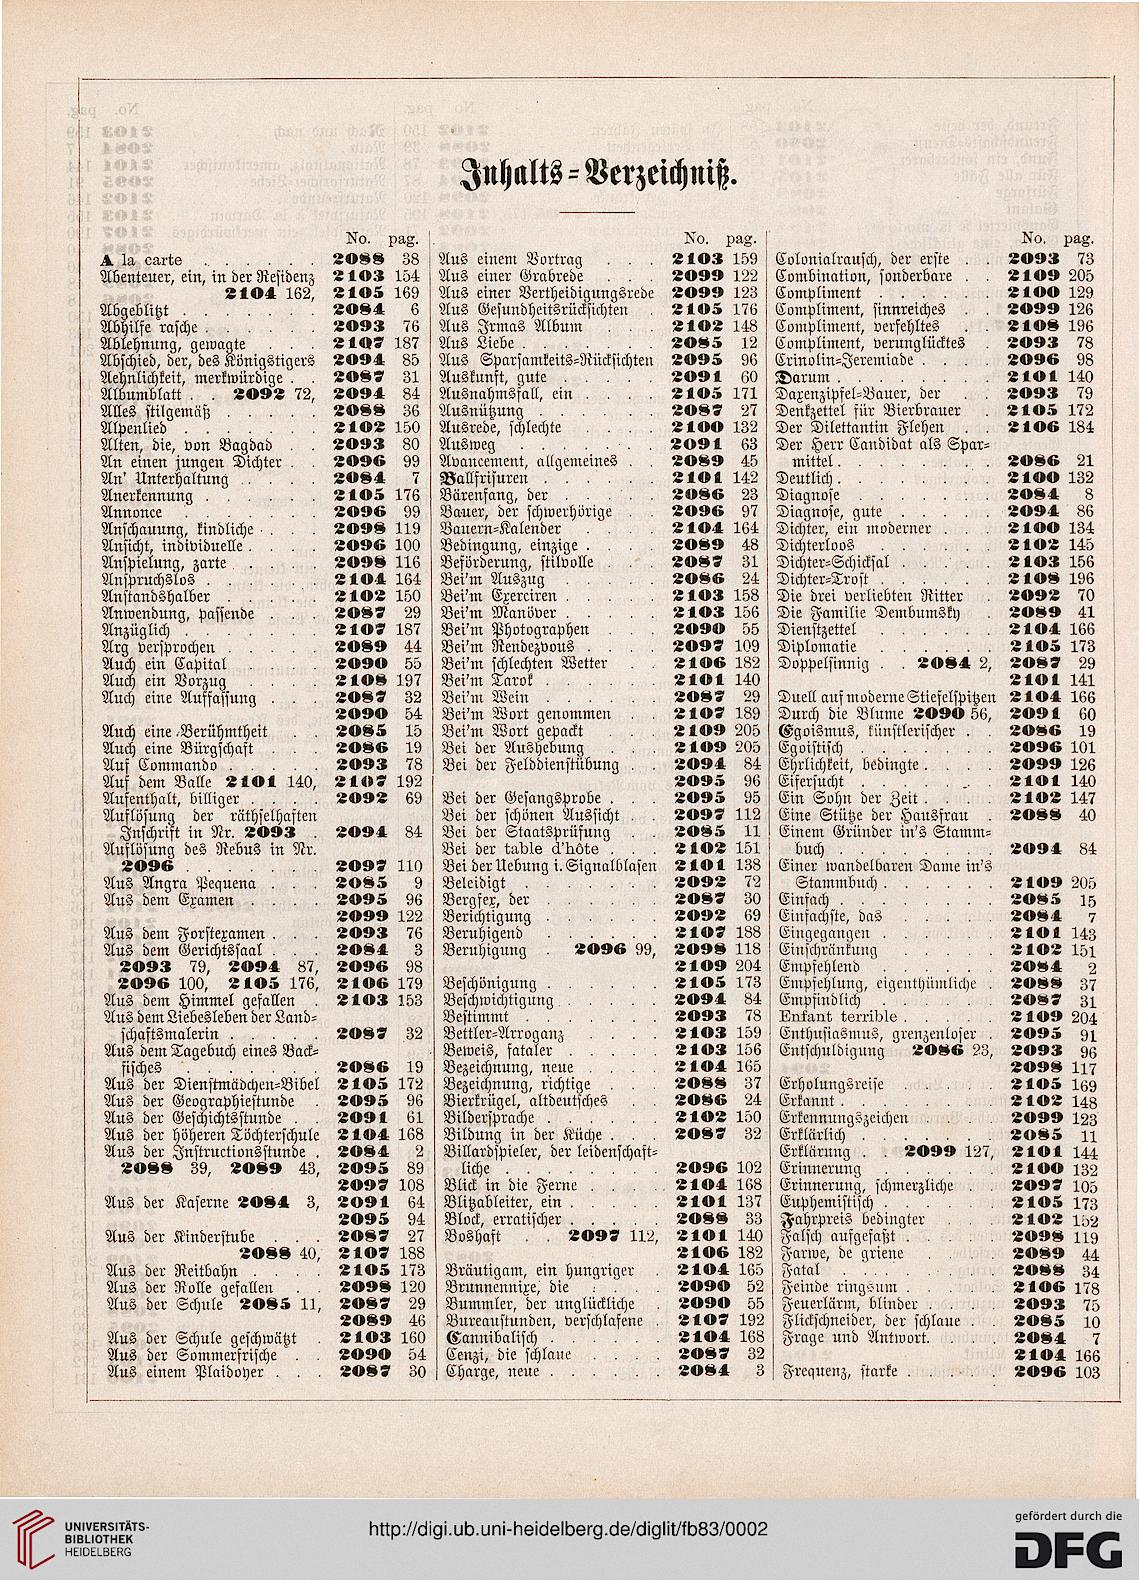 Inhalts-Verzeichniß.
No. pag.
A la carte . . . . . . 2088 38
Abenteuer, ein, in der Residenz 2103 154
2104 162, 2105 169
Abgeblitzt . . . . . . . 2084 6
Abhilfe rasche . . . . . . 2093 76
Ablehnung, gewagte . . . 2107 187
Abschied, der, des Königstigers 2094 85
Aehnlichkeit, merkwürdige . . 2087 31
Albumblatt . . 2092 72, 2094 84
Alles stilgemäß . . . . . 2088 36
Alpenlied . . . . . . . 2102 150
Alten, die, von Bagdad . . 2093 80
An einen jungen Dichter . . 2096 99
An' Unterhaltung . . . . 2084 7
Anerkennung . . . . . . 2105 176
Annonce . . . . . . . 2096 99
Anschauung, kindliche . . . 2098 119
Ansicht, individuelle . . . . 2096 100
Anspielung, zarte . . . . 2098 116
Anspruchslos . . . . . . 2104 164
Anstandshalber . . . . . 2102 150
Anwendung, passende . . . 2087 29
Anzüglich . . . . . . . 2107 187
Arg versprochen . . . . . 2089 44
Auch ein Capital . . . . 2090 55
Auch ein Vorzug . . . . 2108 197
Auch eine Auffassung . . . 2087 32
2090 54
Auch eine Berühmtheit . . 2085 15
Auch eine Bürgschaft . . . 2086 19
Auf Commando . . . . . 2093 78
Auf dem Balle 2101 140, 2107 192
Aufenthalt, billiger . . . . 2092 69
Auflösung der räthselhaften
Inschrift in Nr. 2093 . 2094 84
Auflösung des Rebus in Nr.
2096 . . . . . . . 2097 110
Aus Angra Pequena . . . 2085 9
Aus dem Examen . . . . 2095 96
2099 122
Aus dem Forstexamen . . . 2093 76
Aus dem Gerichtssaal . . . 2084 3
2093 79, 2094 87, 2096 98
2096 100, 2105 176, 2106 179
Aus dem Himmel gefallen . 2103 153
Aus dem Liebesleben der Land-
schaftsmalerin . . . . . 2087 32
Aus dem Tagebuch eines Back-
fisches . . . . . . . 2086 19
Aus der Dienstmädchen-Bibel 2105 172
Aus der Geographiestunde . 2095 96
Aus der Geschichtsstunde . . 2091 61
Aus der höheren Töchterschule 2104 168
Aus der Instructionsstunde . 2084 2
2088 39, 2089 43, 2095 89
2097 108
Aus der Kaserne 2084 3, 2091 64
2095 94
Aus der Kinderstube . . . 2087 27
2088 40, 2107 188
Aus der Reitbahn . . . . 2105 173
Aus der Rolle gefallen . . 2098 120
Aus der Schule 2085 11, 2087 29
2089 46
Aus der Schule geschwätzt . 2103 160
Aus der Sommerfrische . . 2090 54
Aus einem Plaidoyer . . . 2087 30
No. pag.
Aus einem Vortrag . . . 2103 159
Aus einer Grabrede . . . 2099 122
Aus einer Vertheidigungsrede 2099 123
Aus Gesundheitsrücksichten . 2105 176
Aus Irmas Album . . . 2102 148
Aus Liebe . . . . . . . 2085 12
Aus Sparsamkeits-Rücksichten 2095 96
Auskunft, gute . . . . . 2091 60
Ausnahmsfall, ein . . . . 2105 171
Ausnützung . . . . . . 2087 27
Ausrede, schlechte . . . . 2100 132
Ausweg . . . . . . . 2091 63
Avancement, allgemeines . . 2089 45
Ballfrisuren . . . . . . 2101 142
Bärenfang, der . . . . . 2086 23
Bauer, der schwerhörige . . 2096 97
Bauern-Kalender . . . . 2104 164
Bedingung, einzige . . . . 2089 48
Beförderung, stilvolle . . . 2087 31
Bei'm Auszug . . . . . 2086 24
Bei'm Exerciren . . . . . 2103 158
Bei'm Manöver . . . . . 2103 156
Bei'm Photographen . . . 2090 55
Bei'm Rendezvous . . . . 2097 109
Bei'm schlechten Wetter . . 2106 182
Bei'm Tarok . . . . . . 2101 140
Bei'm Wein . . . . . . 2087 29
Bei'm Wort genommen . . 2107 189
Bei'm Wort gepackt . . . 2109 205
Bei der Aushebung . . . 2109 205
Bei der Felddienstübung . . 2094 84
2095 96
Bei der Gesangsprobe . . . 2095 95
Bei der schönen Aussicht . . 2097 112
Bei der Staatsprüfung . . 2085 11
Bei der table d'hôte . . . 2102 151
Bei der Uebung i. Signalblasen 2101 138
Beleidigt . . . . . . . 2092 72
Bergfex, der . . . . . . 2087 30
Berichtigung . . . . . . 2092 69
Beruhigend . . . . . . 2107 188
Beruhigung . 2096 99, 2098 118
2109 204
Beschönigung . . . . . . 2105 173
Beschwichtigung . . . . . 2094 84
Bestimmt . . . . . . . 2093 78
Bettler-Arroganz . . . . 2103 159
Beweis, fataler . . . . . 2103 156
Bezeichnung, neue . . . . 2104 165
Bezeichnung, richtige . . . 2088 37
Bierkrügel, altdeutsches . . 2086 24
Bildersprache . . . . . . 2102 150
Bildung in der Küche . . . 2087 32
Billardspieler, der leidenschaft-
liche . . . . . . . 2096 102
Blick in die Ferne . . . . 2104 168
Blitzableiter, ein . . . . . 2101 137
Block, erratischer . . . . . 2088 33
Boshaft . . 2097 112, 2101 140
2106 182
Bräutigam, ein hungriger . 2104 165
Brunnennixe, die . . . . 2090 52
Bummler, der unglückliche . 2090 55
Bureaustunden, verschlafene . 2107 192
Cannibalisch . . . . . . 2104 168
Cenzi, die schlaue . . . . 2087 32
Charge, neue . . . . . . 2084 3
No. pag.
Colonialrausch, der erste . . 2093 73
Combination, sonderbare . . 2109 205
Compliment . . . . . . 2100 129
Compliment, sinnreiches . . 2099 126
Compliment, verfehltes . . 2108 196
Compliment, verunglücktes . 2093 78
Crinolin-Jeremiade . . . . 2096 98
Darum . . . . . . . . 2101 140
Daxenzipfel-Bauer, der . . 2093 79
Denkzettel für Bierbrauer . 2105 172
Der Dilettantin Flehen . . 2106 184
Der Herr Candidat als Spar-
mittel . . . . . . . . 2086 21
Deutlich . . . . . . . . 2100 132
Diagnose . . . . . . . 2084 8
Diagnose, gute . . . . . 2094 86
Dichter, ein moderner . . . 2100 134
Dichterloos . . . . . . 2102 145
Dichter-Schicksal . . . . . 2103 156
Dichter-Trost . . . . . . 2108 196
Die drei verliebten Ritter . 2092 70
Die Familie Dembumsky . 2089 41
Dienstzettel . . . . . . 2104 166
Diplomatie . . . . . . 2105 173
Doppelsinnig . . 2084 2, 2087 29
2101 141
Duell auf moderne Stiefelspitzen 2104 166
Durch die Blume 2090 56, 2091 60
Egoismus, künstlerischer . . 2086 19
Egoistisch . . . . . . . 2096 101
Ehrlichkeit, bedingte . . . . 2099 126
Eifersucht . . . . . . . 2101 140
Ein Sohn der Zeit . . . . 2102 147
Eine Stütze der Hausfrau . 2088 40
Einem Gründer in's Stamm-
buch . . . . . . . . 2094 84
Einer wandelbaren Dame in's
Stammbuch . . . . . . 2109 205
Einfach . . . . . . . . 2085 15
Einfachste, das . . . . . 2084 7
Eingegangen . . . . . . 2101 143
Einschränkung . . . . . 2102 151
Empfehlend . . . . . . 2084 2
Empfehlung, eigenthümliche . 2088 37
Empfindlich . . . . . . 2087 31
Enfant terrible . . . . . 2109 204
Enthusiasmus, grenzenloser . 2095 91
Entschuldigung 2086 23, 2093 96
2098 117
Erholungsreise . . . . . 2105 169
Erkannt . . . . . . . . 2102 148
Erkennungszeichen . . . . 2099 123
Erklärlich . . . . . . . 2085 11
Erklärung . . 2099 127, 2101 144
Erinnerung . . . . . . 2100 132
Erinnerung, schmerzliche . . 2097 105
Euphemistisch . . . . . . 2105 173
Fahrpreis bedingter . . . 2102 152
Falsch aufgefaßt . . . . . 2098 119
Farwe, de griene . . . . 2089 44
Fatal . . . . . . . . 2088 34
Feinde ringsum . . . . . 2106 178
Feuerlärm, blinder . . . . 2093 75
Flickschneider, der schlaue . . 2085 10
Frage und Antwort. . . . 2084 7
2104 166
Frequenz, starke . . . . . 2096 103
UNIVERSITÄTS-
BIBLIOTHEK
HEIDELBERG
http://digi.ub.uni-heidelberg.de/diglit/fb83/0002
gefördert durch die
DFG